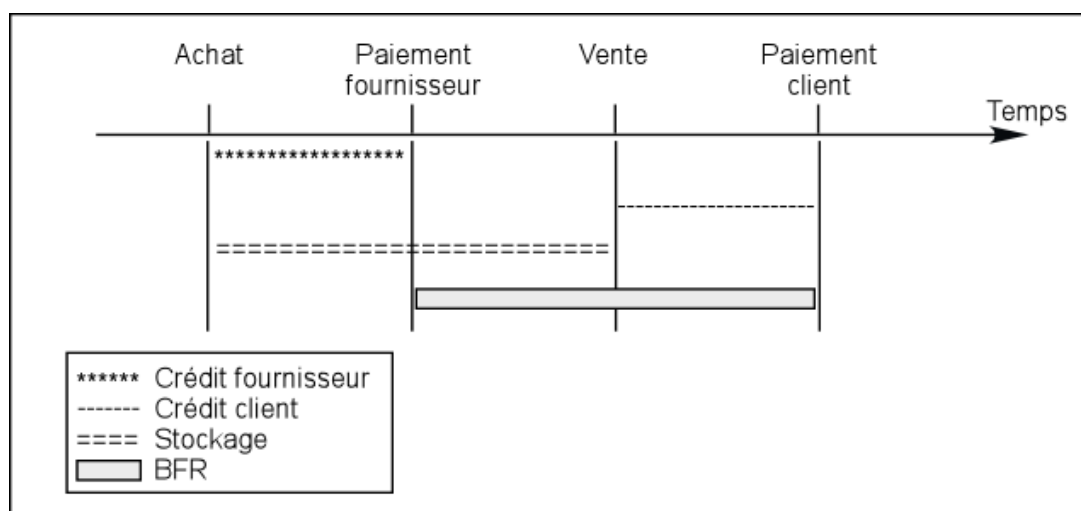 Achat
Paiement
fournisseur
Vente
Paiement
client
Temps
Crédit fournisseur
Crédit client
Stockage
BFR